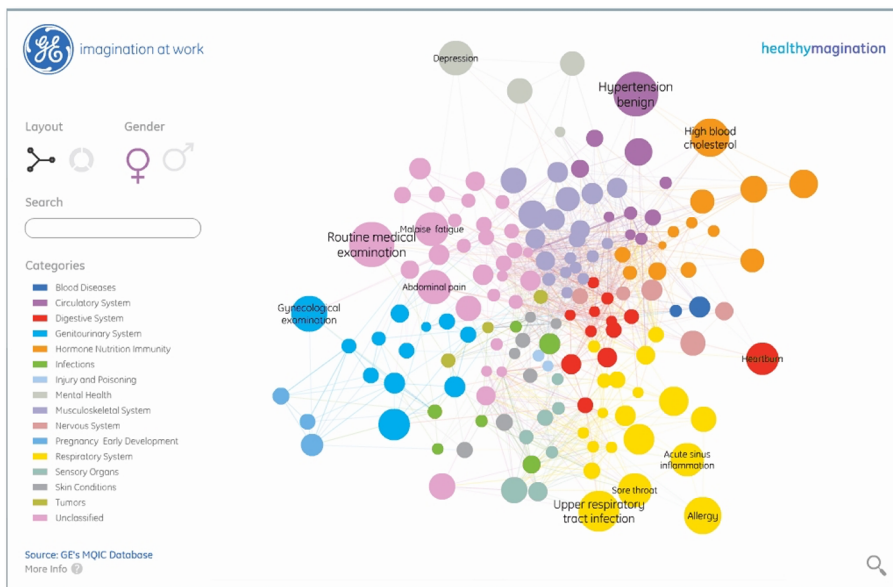 GE
imagination at work
healthymagination
Layout
Gender
Search
Categories
Blood Diseases
Circulatory System
Digestive System
Genitourinary System
Hormone Nutrition Immunity
Infections
Injury and Poisoning
Mental Health
Musculoskeletal System
Nervous System
Pregnancy Early Development
Respiratory System
Sensory Organs
Skin Conditions
Tumors
Unclassified
Source: GE's MQIC Database
More Info ?
Depression
Hypertension
benign
High blood
cholesterol
Routine medical
examination
Malaise fatigue
Abdominal pain
Gynecological
examination
Heartburn
Acute sinus
inflammation
Sore throat
Upper respiratory
tract infection
Allergy